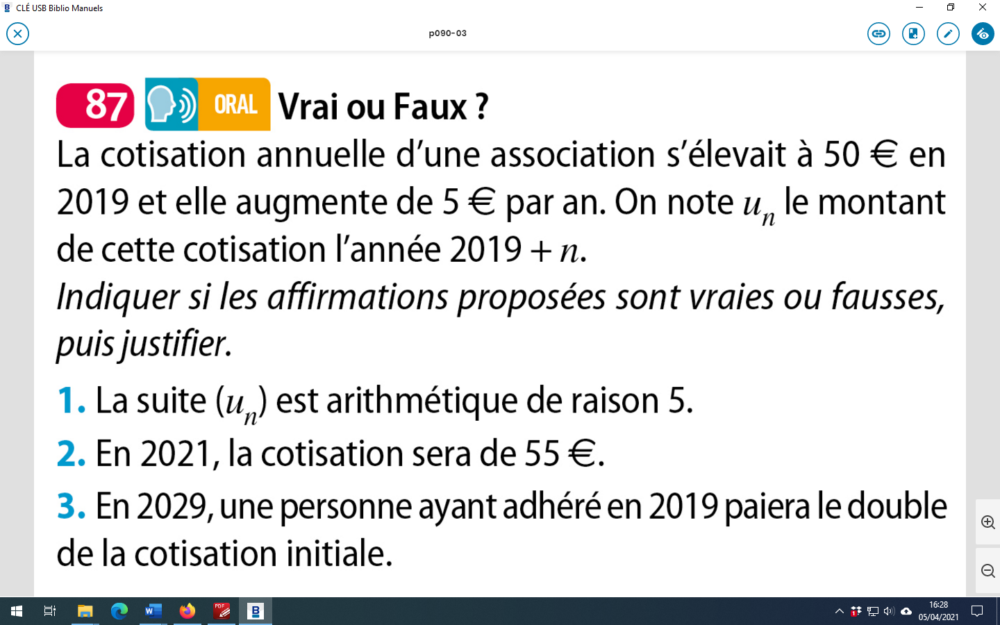 CLÉ USB Biblio Manuels
p090-03
87 ORAL Vrai ou Faux ?
La cotisation annuelle d’une association s’élevait à 50 € en
2019 et elle augmente de 5 € par an. On note uₙ le montant
de cette cotisation l’année 2019 + n.
Indiquer si les affirmations proposées sont vraies ou fausses,
puis justifier.
1. La suite (uₙ) est arithmétique de raison 5.
2. En 2021, la cotisation sera de 55 €.
3. En 2029, une personne ayant adhéré en 2019 paiera le double
de la cotisation initiale.
16:28
05/04/2021